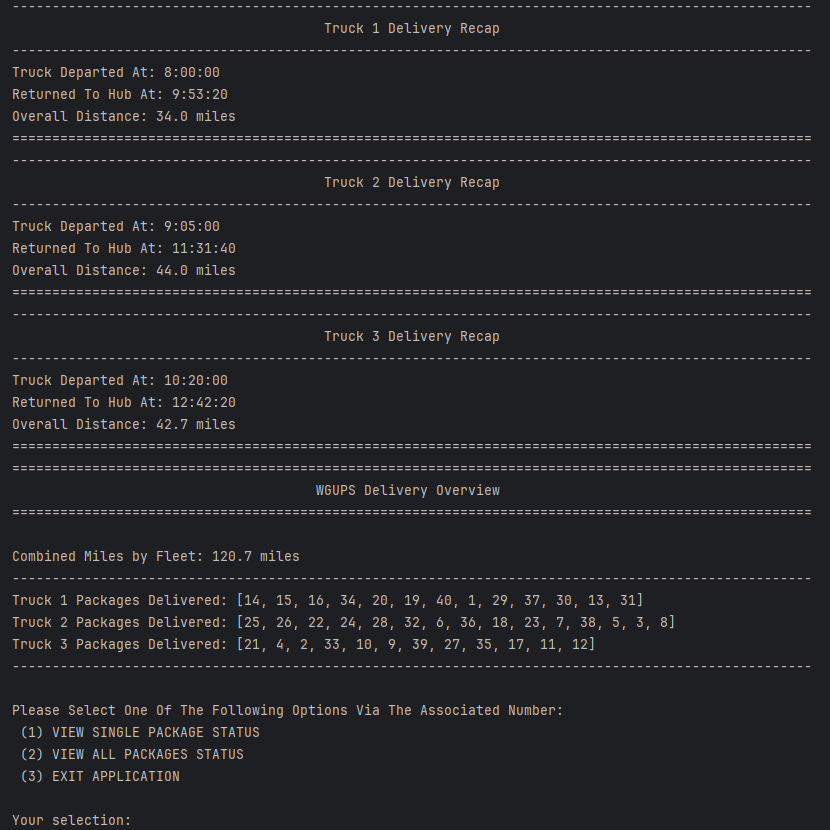 ----------------------------------------------------------------------------------------------------
Truck 1 Delivery Recap
----------------------------------------------------------------------------------------------------
Truck Departed At: 8:00:00
Returned To Hub At: 9:53:20
Overall Distance: 34.0 miles
====================================================================================================
----------------------------------------------------------------------------------------------------
Truck 2 Delivery Recap
----------------------------------------------------------------------------------------------------
Truck Departed At: 9:05:00
Returned To Hub At: 11:31:40
Overall Distance: 44.0 miles
====================================================================================================
----------------------------------------------------------------------------------------------------
Truck 3 Delivery Recap
----------------------------------------------------------------------------------------------------
Truck Departed At: 10:20:00
Returned To Hub At: 12:42:20
Overall Distance: 42.7 miles
====================================================================================================
====================================================================================================
WGUPS Delivery Overview
====================================================================================================
Combined Miles by Fleet: 120.7 miles
----------------------------------------------------------------------------------------------------
Truck 1 Packages Delivered: [14, 15, 16, 34, 20, 19, 40, 1, 29, 37, 30, 13, 31]
Truck 2 Packages Delivered: [25, 26, 22, 24, 28, 32, 6, 36, 18, 23, 7, 38, 5, 3, 8]
Truck 3 Packages Delivered: [21, 4, 2, 33, 10, 9, 39, 27, 35, 17, 11, 12]
----------------------------------------------------------------------------------------------------
Please Select One Of The Following Options Via The Associated Number:
(1) VIEW SINGLE PACKAGE STATUS
(2) VIEW ALL PACKAGES STATUS
(3) EXIT APPLICATION
Your selection: